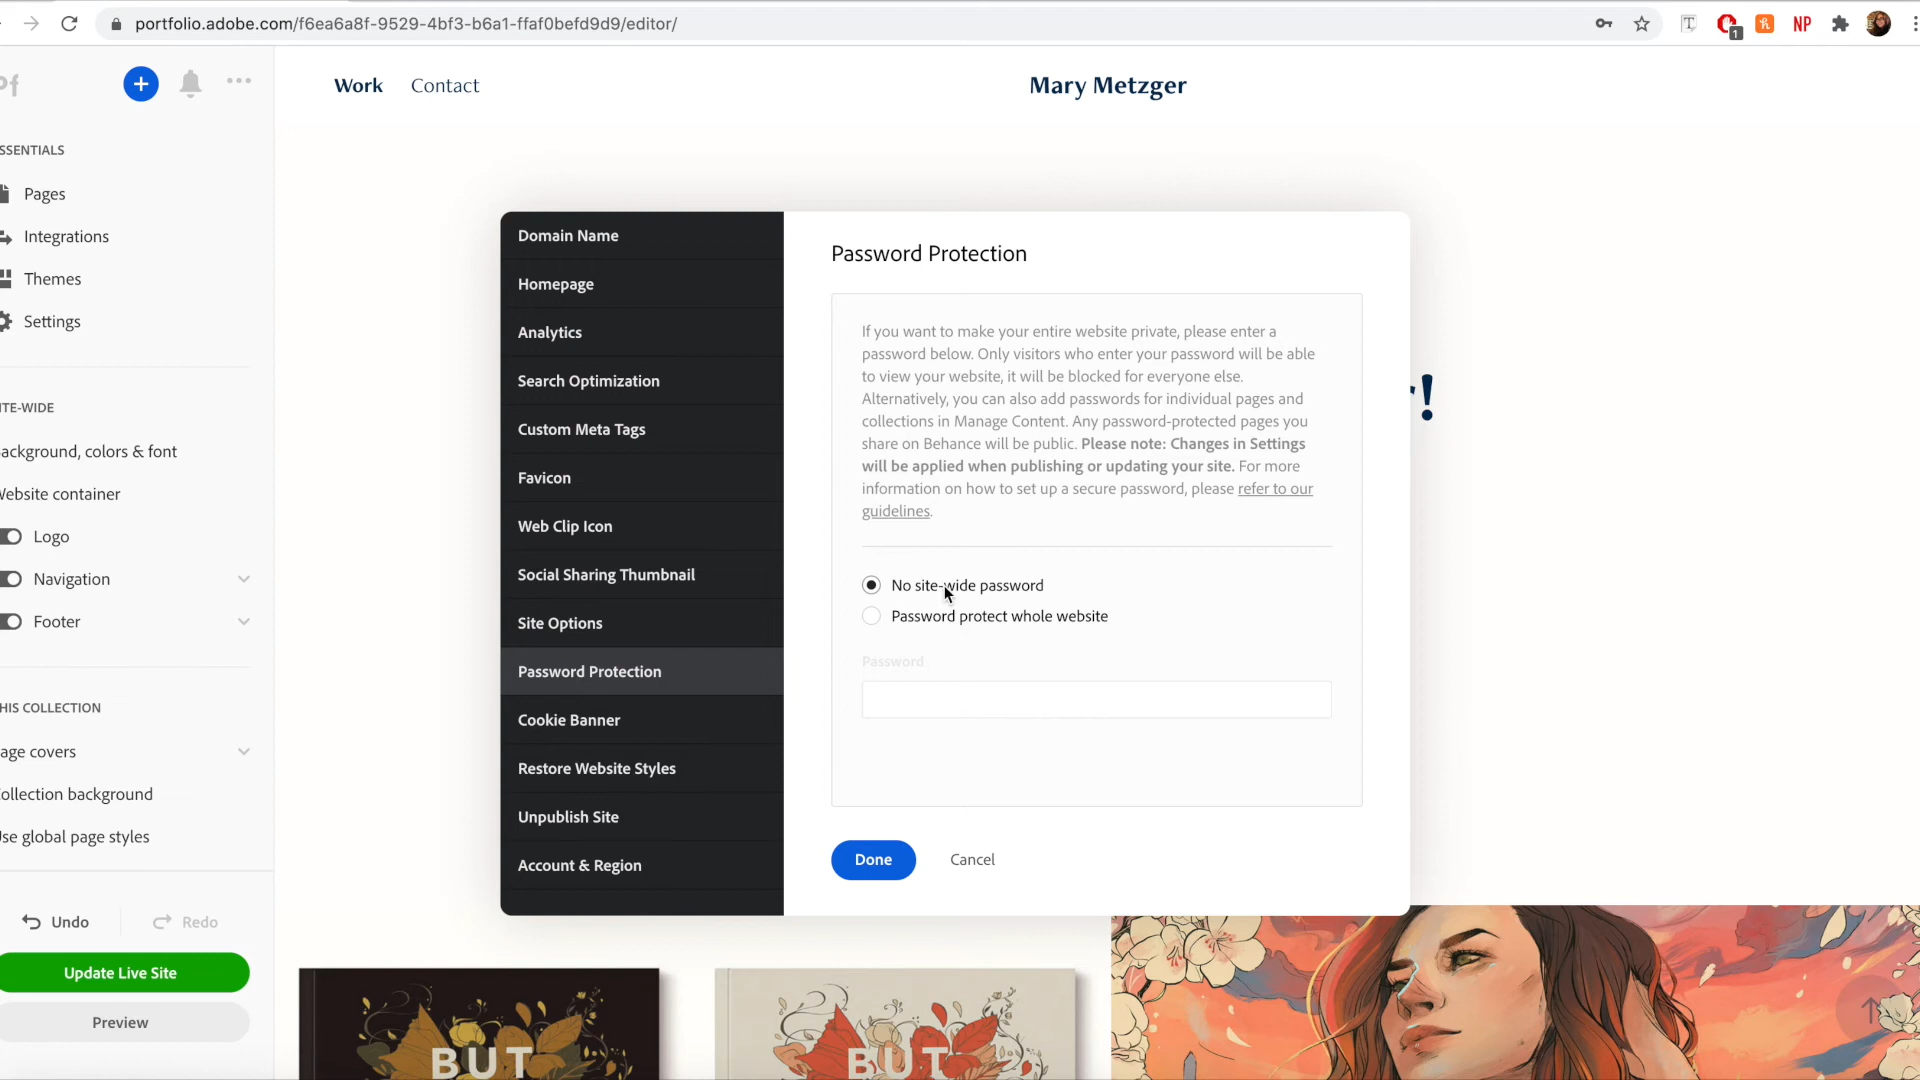 portfolio.adobe.com/f6ea6a8f-9529-4bf3-b6a1-ffaf0befd9d9/editor/
1
NP
Work
Contact
Mary Metzger
SSENTIALS
Pages
Integrations
Themes
Settings
ITE-WIDE
ackground, colors & font
Website container
Logo
Navigation
Footer
HIS COLLECTION
age covers
ollection background
Use global page styles
Undo
Redo
Update Live Site
Preview
Domain Name
Homepage
Analytics
Search Optimization
Custom Meta Tags
Favicon
Web Clip Icon
Social Sharing Thumbnail
Site Options
Password Protection
Cookie Banner
Restore Website Styles
Unpublish Site
Account & Region
Password Protection
If you want to make your entire website private, please enter a
password below. Only visitors who enter your password will be able
to view your website, it will be blocked for everyone else.
Alternatively, you can also add passwords for individual pages and
collections in Manage Content. Any password-protected pages you
share on Behance will be public. Please note: Changes in Settings
will be applied when publishing or updating your site. For more
information on how to set up a secure password, please refer to our
guidelines.
No site-wide password
Password protect whole website
Password
Done
Cancel
!
BUT
BUT